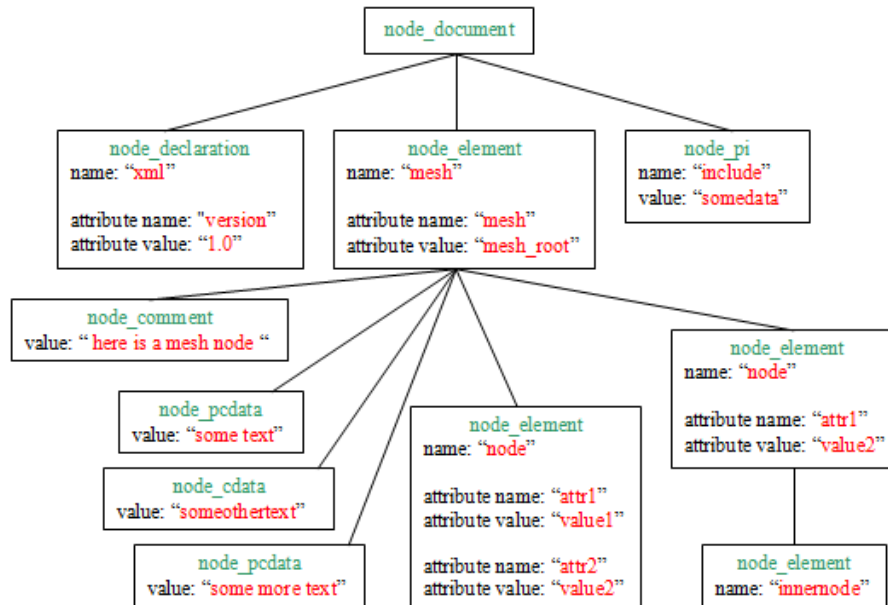 node_document
node_declaration
name: “xml”
attribute name: "version”
attribute value: “1.0”
node_element
name: “mesh”
attribute name: “mesh”
attribute value: “mesh_root”
node_pi
name: “include”
value: “somedata”
node_comment
value: “ here is a mesh node “
node_pcdata
value: “some text”
node_cdata
value: “someothertext”
node_pcdata
value: “some more text”
node_element
name: “node”
attribute name: “attr1”
attribute value: “value1”
attribute name: “attr2”
attribute value: “value2”
node_element
name: “node”
attribute name: “attr1”
attribute value: “value2”
node_element
name: “innernode”